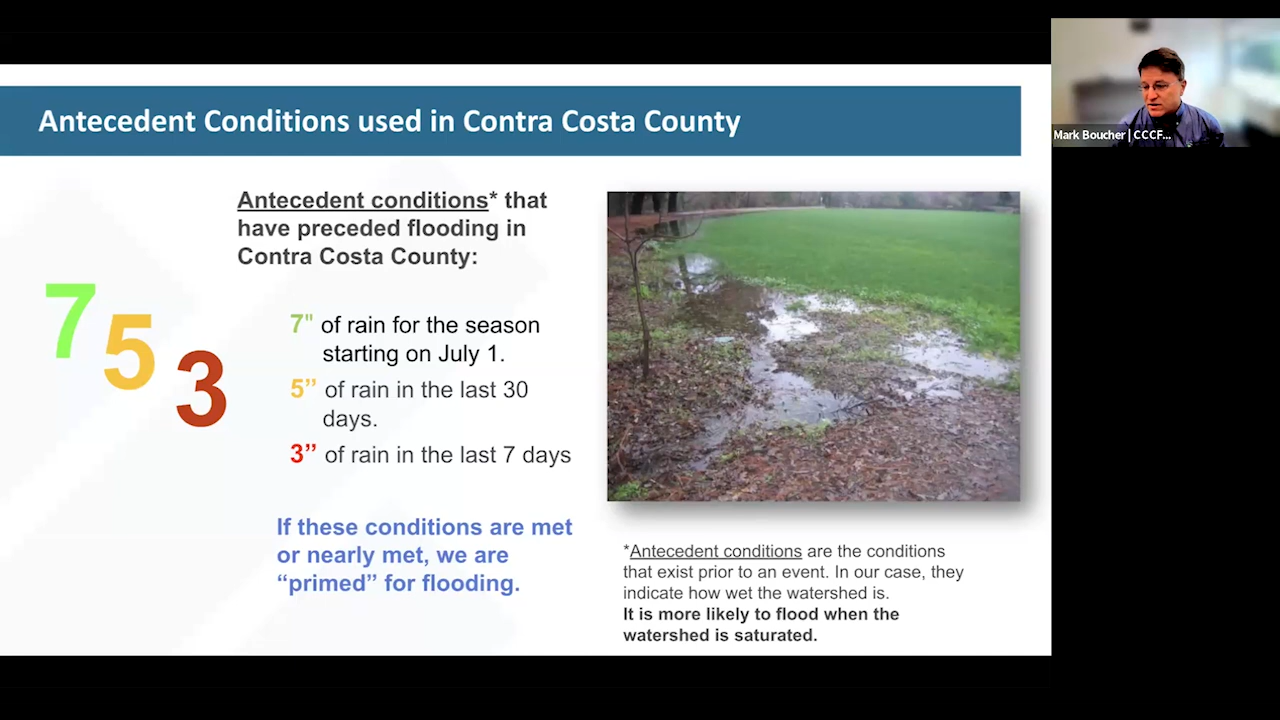 Antecedent Conditions used in Contra Costa County
Antecedent conditions* that
have preceded flooding in
Contra Costa County:
7
5
3
7" of rain for the season
starting on July 1.
5” of rain in the last 30
days.
3” of rain in the last 7 days
If these conditions are met
or nearly met, we are
“primed” for flooding.
*Antecedent conditions are the conditions
that exist prior to an event. In our case, they
indicate how wet the watershed is.
It is more likely to flood when the
watershed is saturated.
Mark Boucher | CCCF...